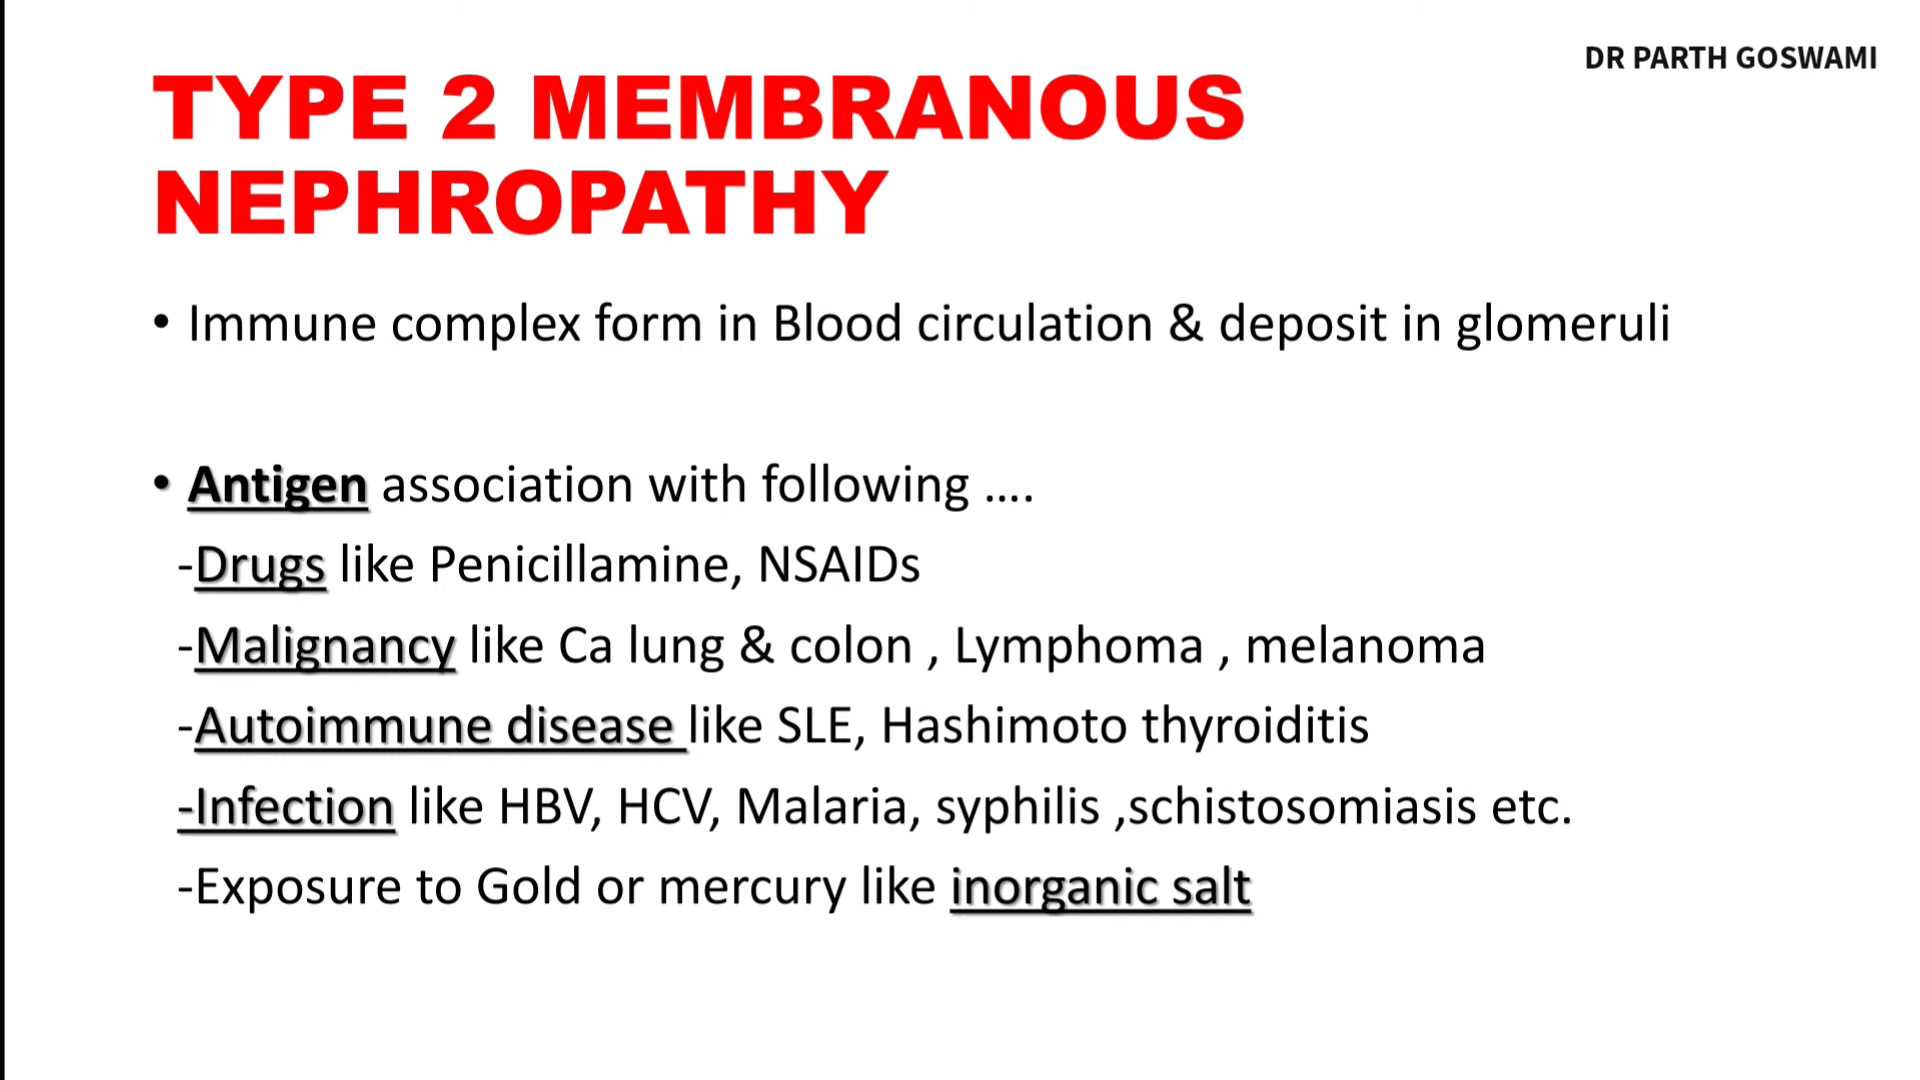 DR PARTH GOSWAMI
TYPE 2 MEMBRANOUS
NEPHROPATHY
• Immune complex form in Blood circulation & deposit in glomeruli
• Antigen association with following ....
-Drugs like Penicillamine, NSAIDs
-Malignancy like Ca lung & colon , Lymphoma , melanoma
-Autoimmune disease like SLE, Hashimoto thyroiditis
-Infection like HBV, HCV, Malaria, syphilis ,schistosomiasis etc.
-Exposure to Gold or mercury like inorganic salt